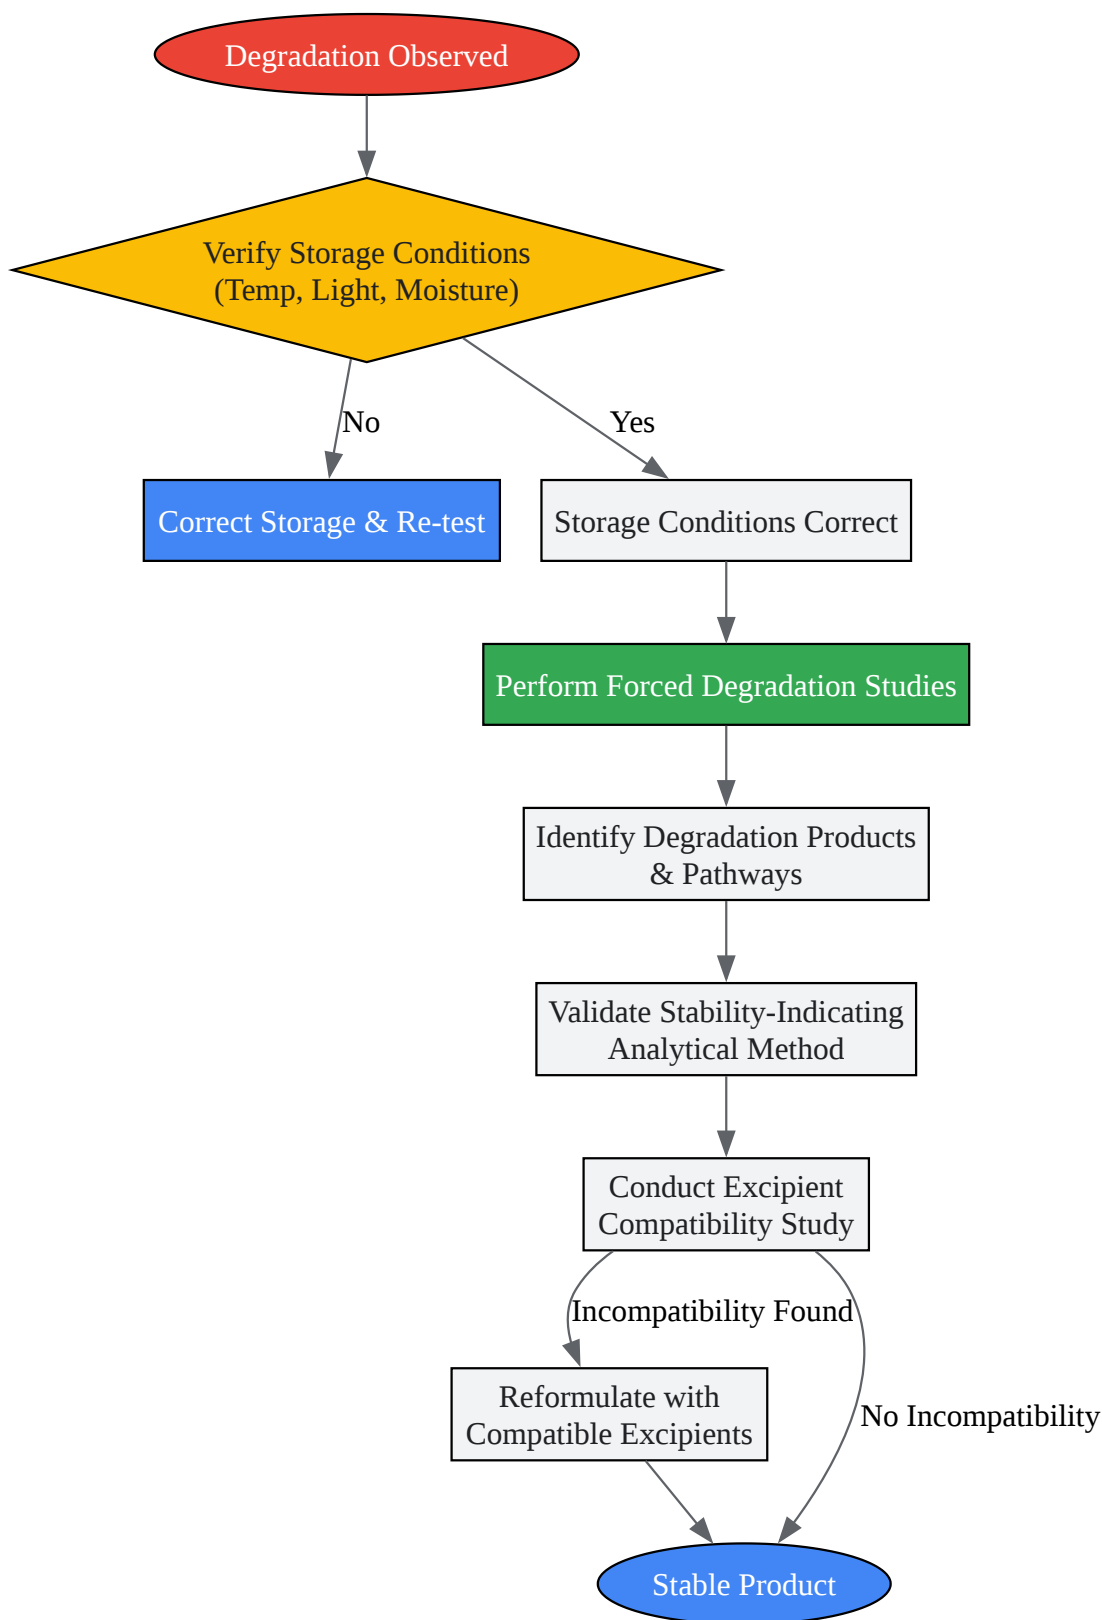 Degradation Observed
Verify Storage Conditions
(Temp, Light, Moisture)
No
Yes
Correct Storage & Re-test
Storage Conditions Correct
Perform Forced Degradation Studies
Identify Degradation Products
& Pathways
Validate Stability-Indicating
Analytical Method
Conduct Excipient
Compatibility Study
Incompatibility Found
Reformulate with
Compatible Excipients
No Incompatibility
Stable Product